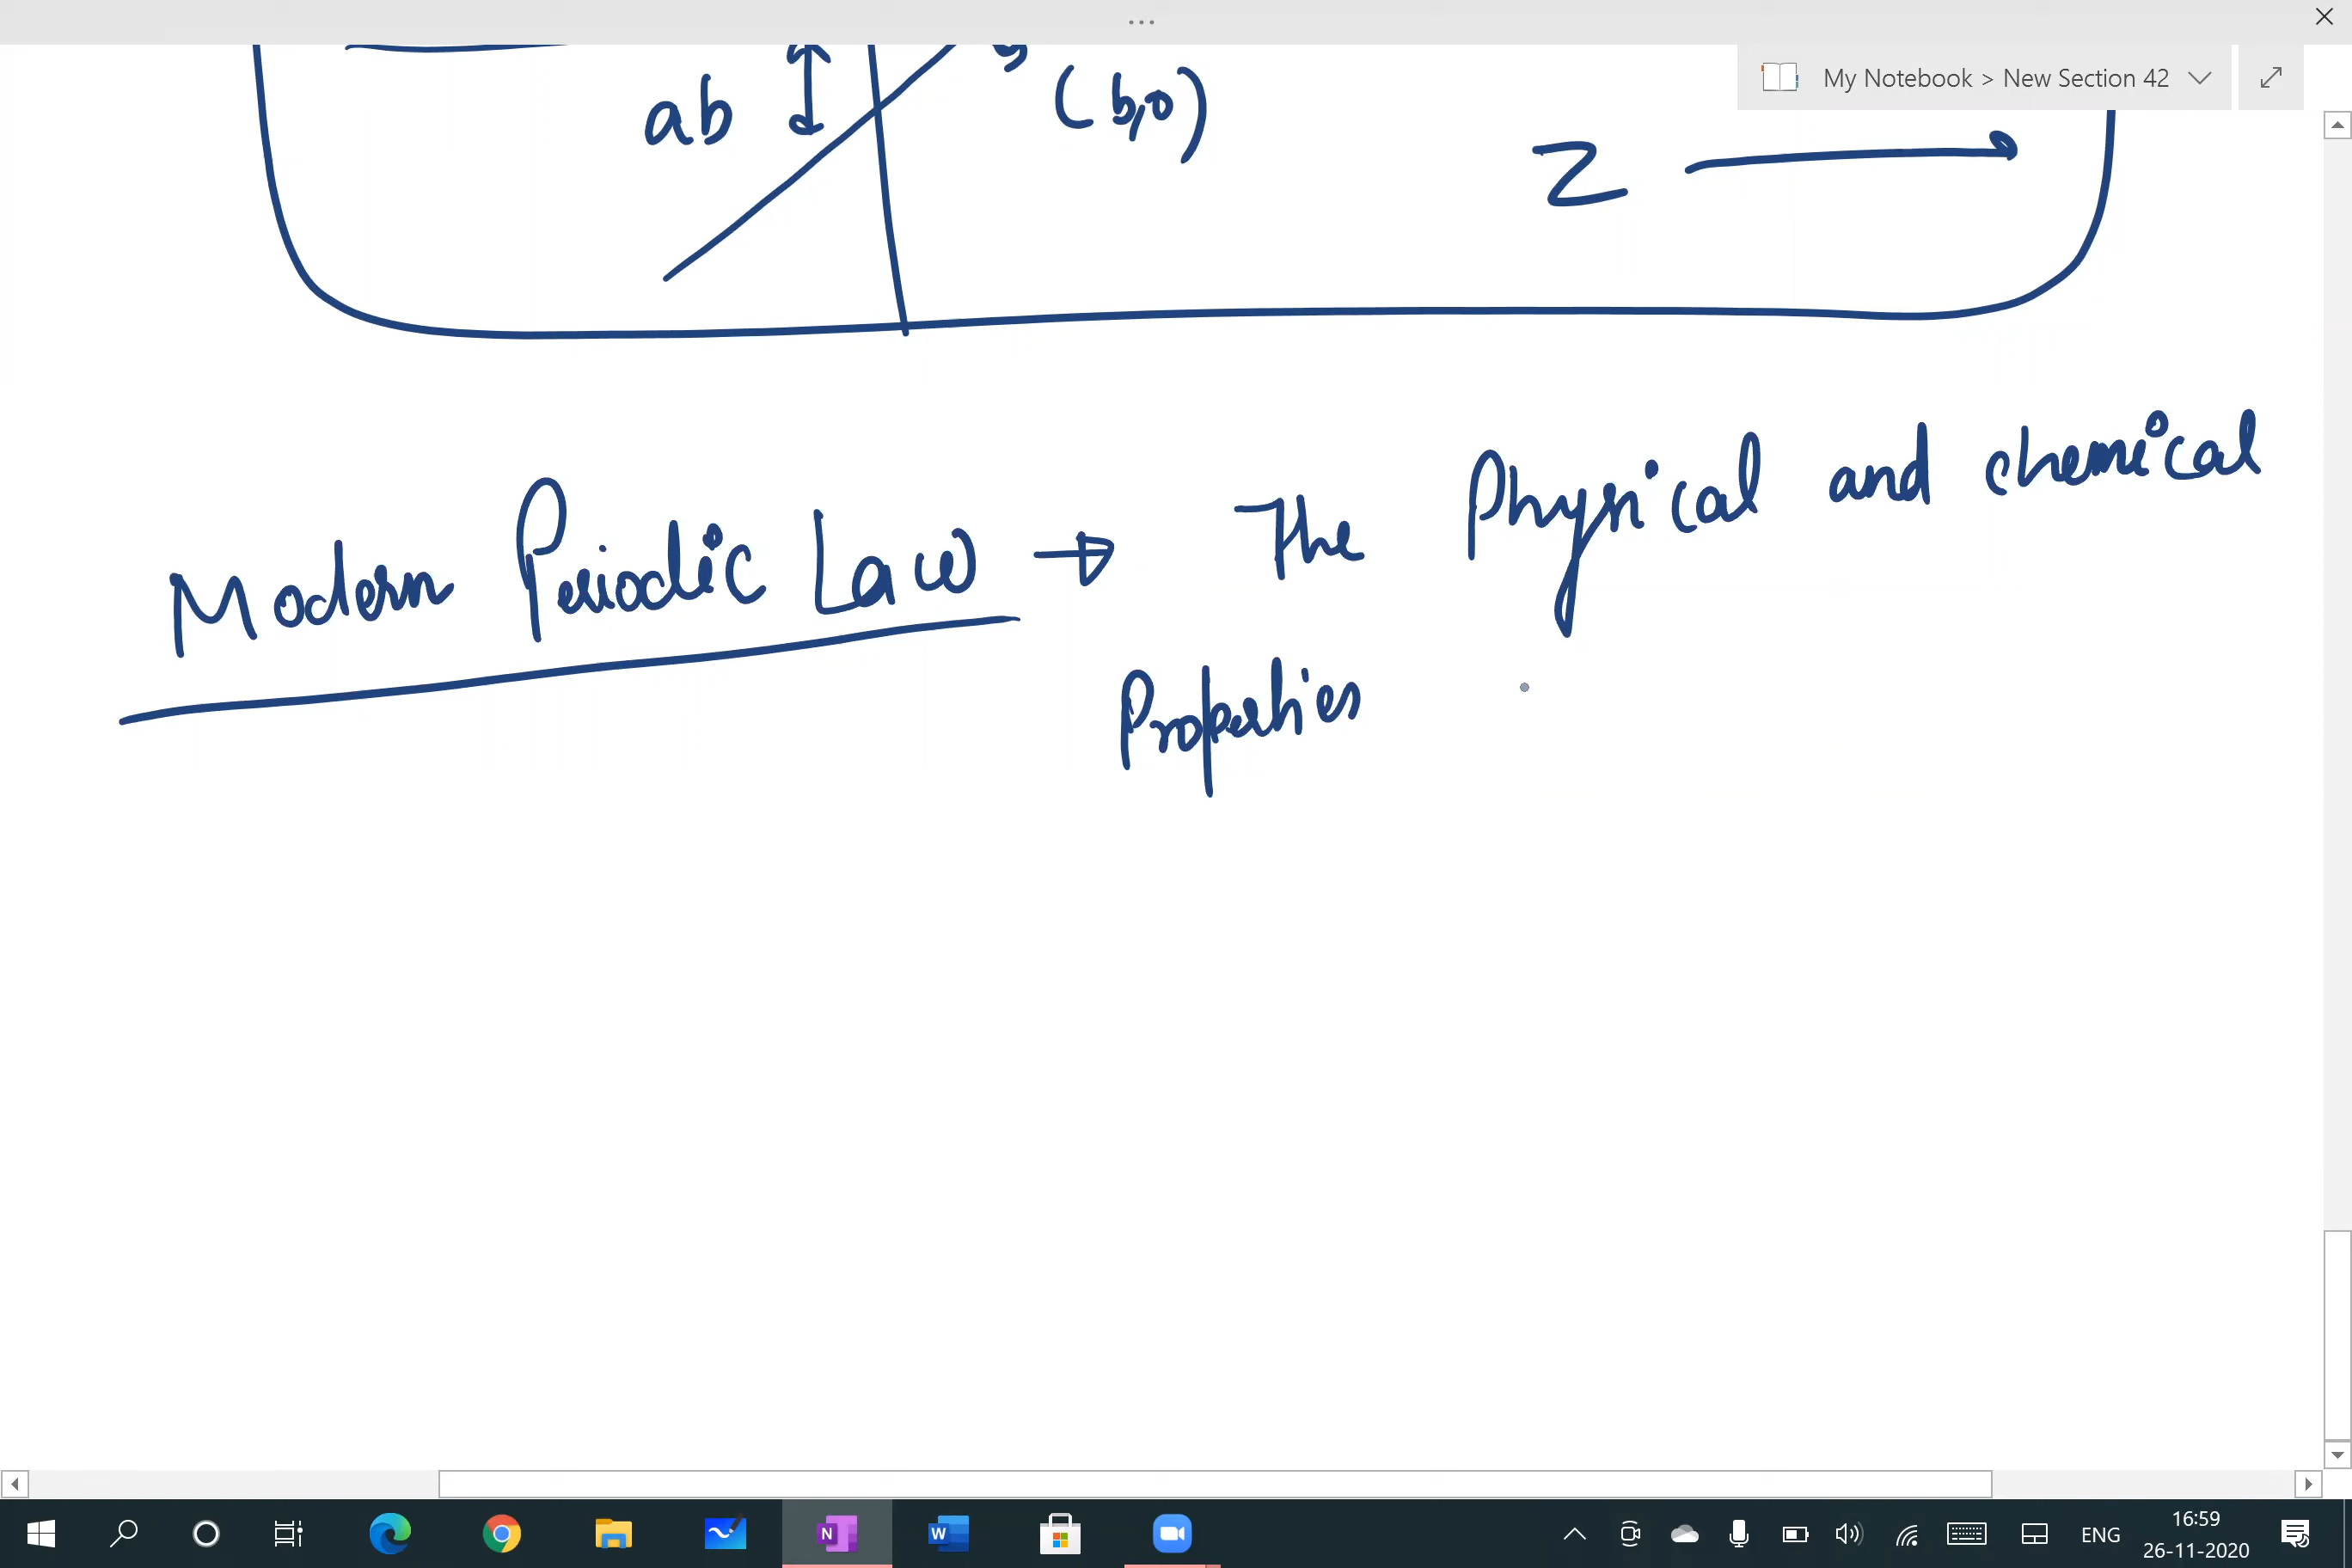 ...
My Notebook > New Section 42
ab
(b,0)
Z
Modern Periodic Law → The Physical and chemical
Properties
ENG
16:59
26-11-2020